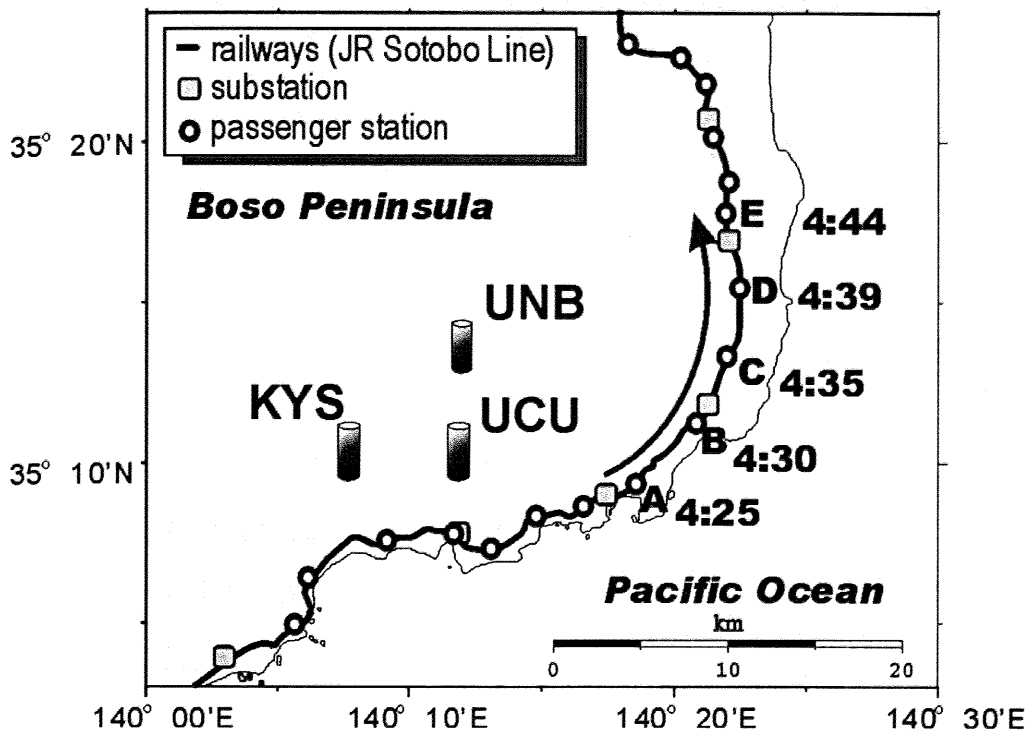 railways (JR Sotobo Line)
substation
passenger station
35° 20'N
Boso Peninsula
E 4:44
UNB
D 4:39
C 4:35
KYS UCU
B 4:30
35° 10'N
A 4:25
Pacific Ocean
km
0 10 20
140° 00'E 140° 10'E 140° 20'E 140° 30'E